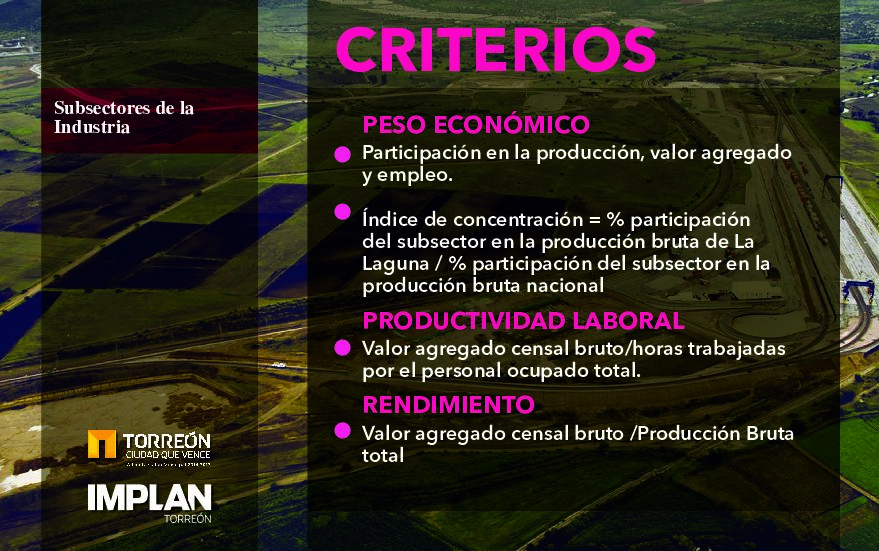 CRITERIOS
Subsectores de la
Industria
PESO ECONÓMICO
Participación en la producción, valor agregado
y empleo.
Índice de concentración = % participación
del subsector en la producción bruta de La
Laguna / % participación del subsector en la
producción bruta nacional
PRODUCTIVIDAD LABORAL
Valor agregado censal bruto/horas trabajadas
por el personal ocupado total.
RENDIMIENTO
Valor agregado censal bruto /Producción Bruta
total
TORREÓN
CIUDAD QUE VENCE
IMPLAN
TORREÓN